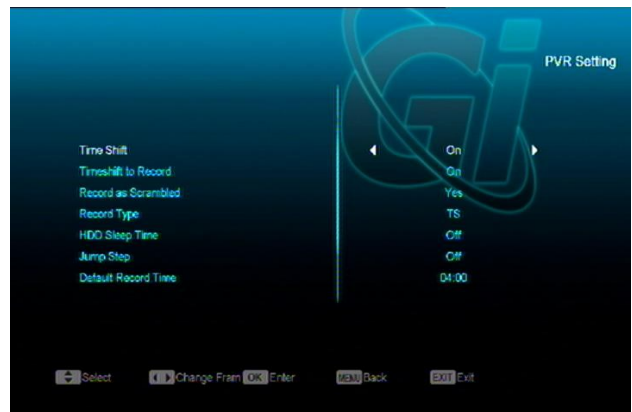 Gi
PVR Setting
Time Shift On
Timeshift to Record On
Record as Scrambled Yes
Record Type TS
HDD Sleep Time Off
Jump Step Off
Default Record Time 04:00
Select Change Fram OK Enter MENU Back EXIT Exit